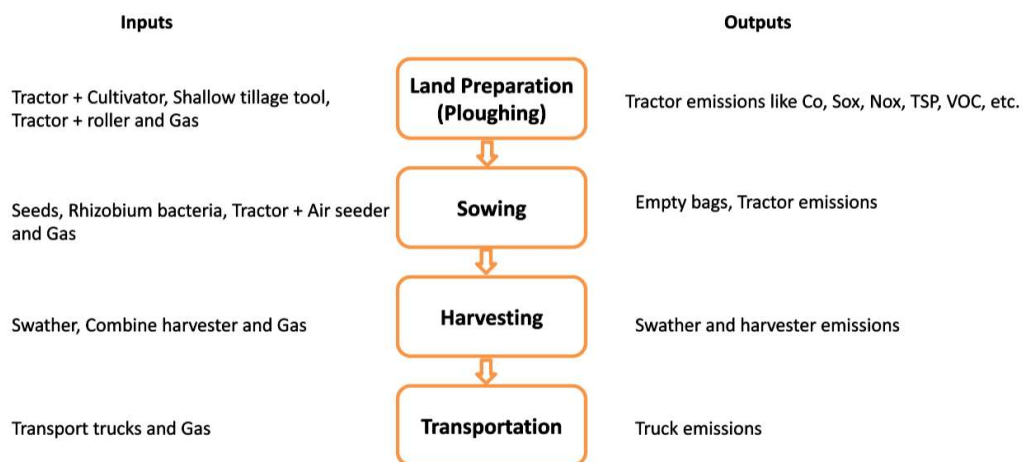 Inputs
Outputs
Tractor + Cultivator, Shallow tillage tool,
Tractor + roller and Gas
Land Preparation
(Ploughing)
Tractor emissions like Co, Sox, Nox, TSP, VOC, etc.
Seeds, Rhizobium bacteria, Tractor + Air seeder
and Gas
Sowing
Empty bags, Tractor emissions
Swather, Combine harvester and Gas
Harvesting
Swather and harvester emissions
Transport trucks and Gas
Transportation
Truck emissions